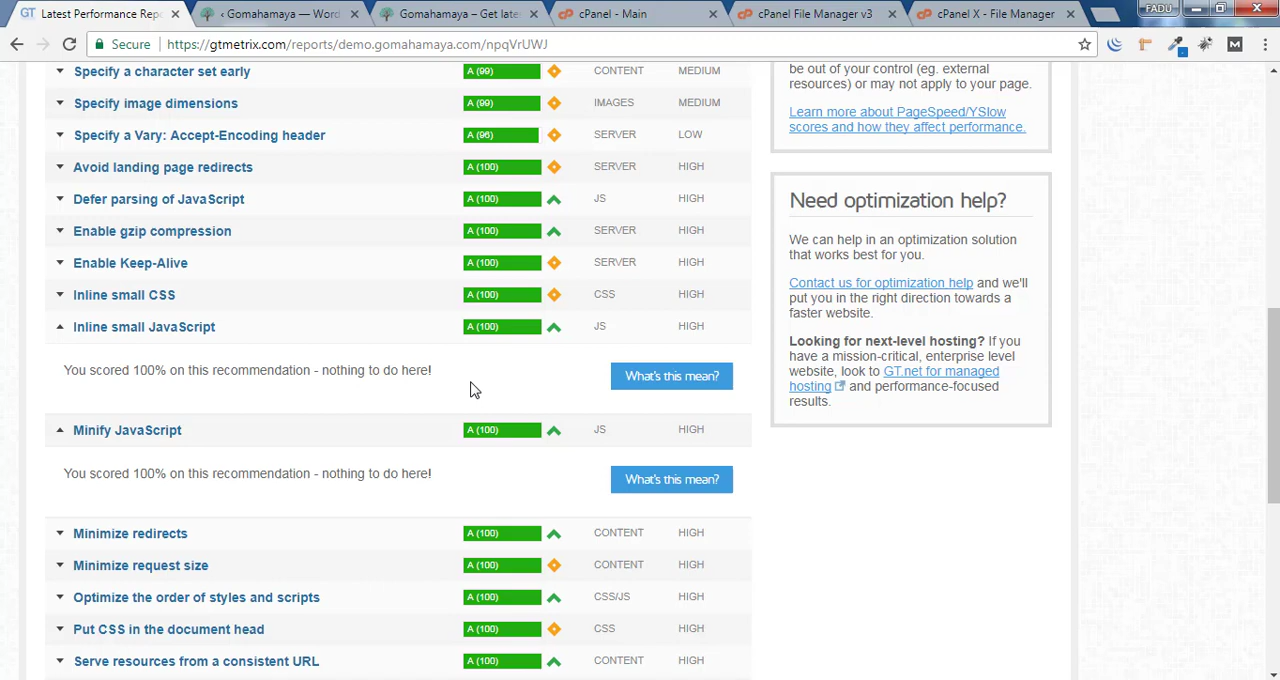 GT Latest Performance Repo
‹ Gomahamaya — Word
Gomahamaya – Get late
cP cPanel - Main
cP cPanel File Manager v3
cP cPanel X - File Manager
FADU
Secure https://gtmetrix.com/reports/demo.gomahamaya.com/npqVrUWJ
M
Specify a character set early A (99) CONTENT MEDIUM
Specify image dimensions A (99) IMAGES MEDIUM
Specify a Vary: Accept-Encoding header A (96) SERVER LOW
Avoid landing page redirects A (100) SERVER HIGH
Defer parsing of JavaScript A (100) JS HIGH
Enable gzip compression A (100) SERVER HIGH
Enable Keep-Alive A (100) SERVER HIGH
Inline small CSS A (100) CSS HIGH
Inline small JavaScript A (100) JS HIGH
You scored 100% on this recommendation - nothing to do here! What's this mean?
Minify JavaScript A (100) JS HIGH
You scored 100% on this recommendation - nothing to do here! What's this mean?
Minimize redirects A (100) CONTENT HIGH
Minimize request size A (100) CONTENT HIGH
Optimize the order of styles and scripts A (100) CSS/JS HIGH
Put CSS in the document head A (100) CSS HIGH
Serve resources from a consistent URL A (100) CONTENT HIGH
be out of your control (eg. external
resources) or may not apply to your page.
Learn more about PageSpeed/YSlow
scores and how they affect performance.
Need optimization help?
We can help in an optimization solution
that works best for you.
Contact us for optimization help and we'll
put you in the right direction towards a
faster website.
Looking for next-level hosting? If you
have a mission-critical, enterprise level
website, look to GT.net for managed
hosting and performance-focused
results.